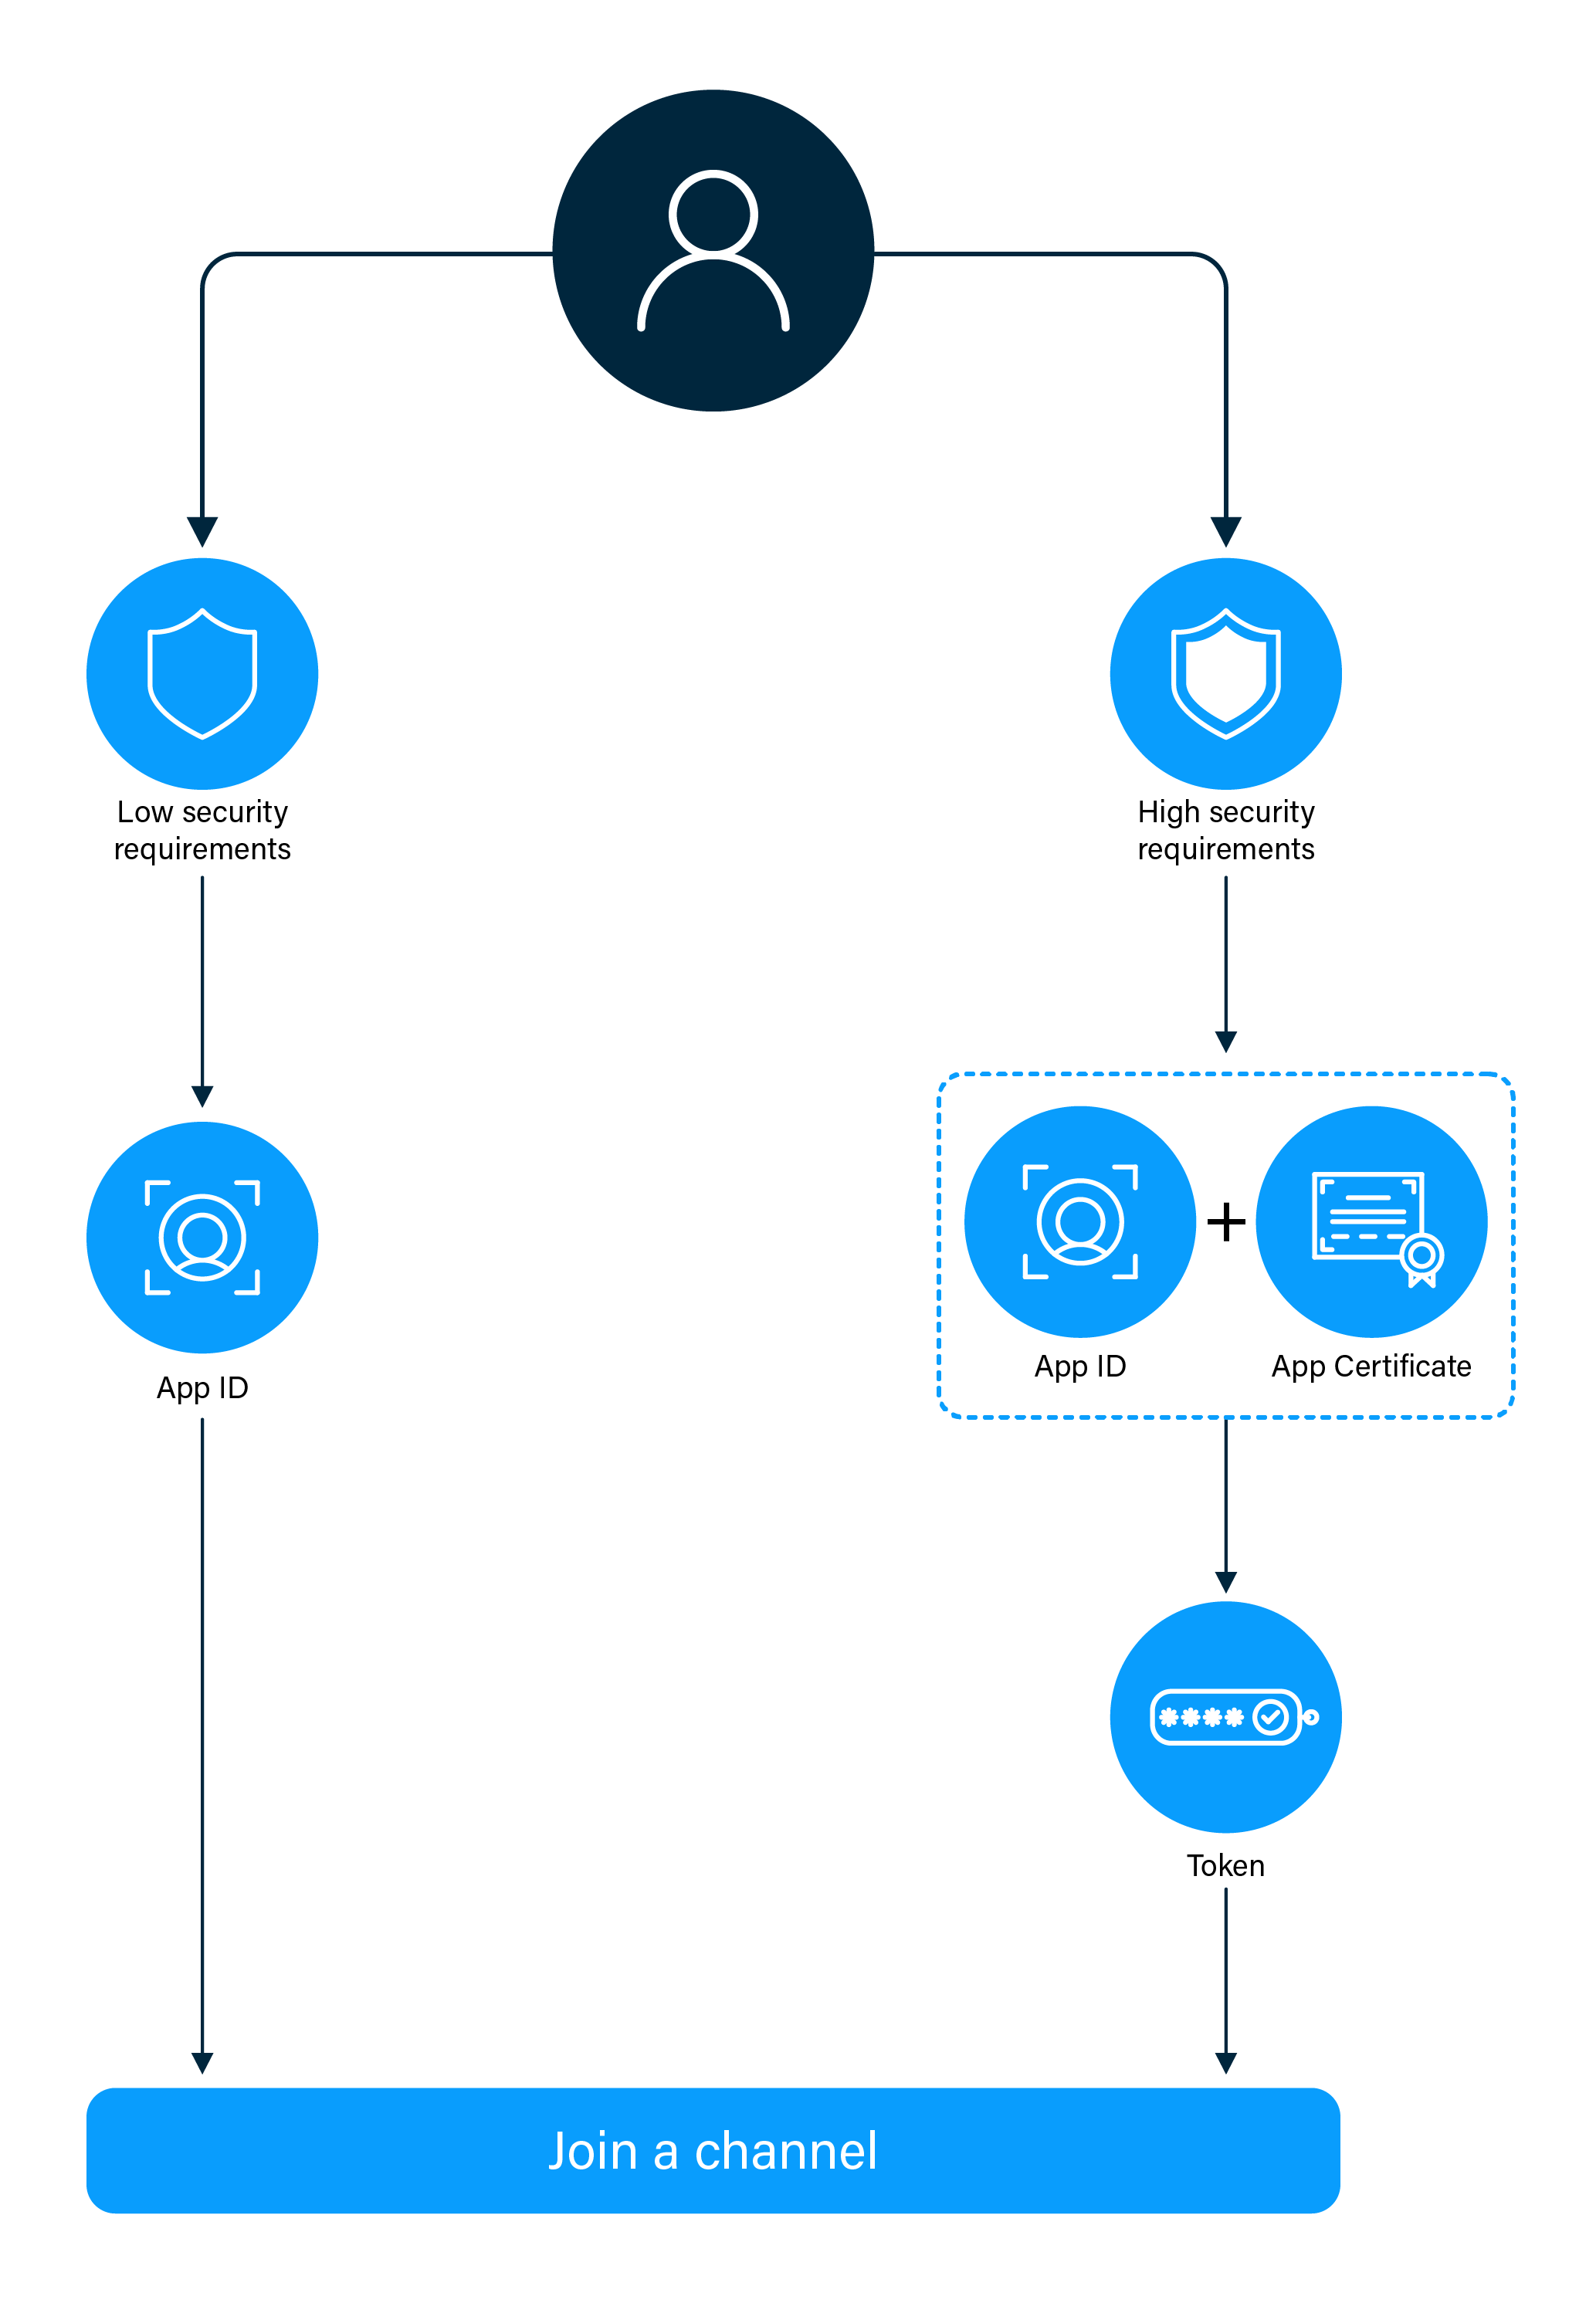 Low security
requirements
High security
requirements
App ID
+
App ID
App Certificate
****
Token
Join a channel